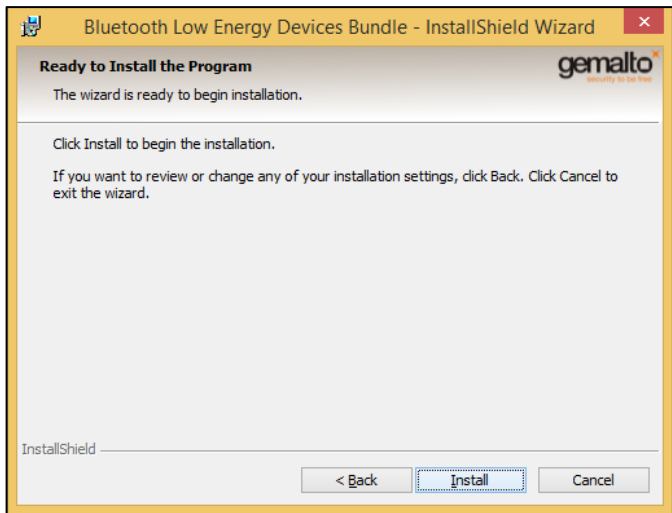 Bluetooth Low Energy Devices Bundle - InstallShield Wizard
Ready to Install the Program
gemalto
security to be free
The wizard is ready to begin installation.
Click Install to begin the installation.
If you want to review or change any of your installation settings, click Back. Click Cancel to
exit the wizard.
InstallShield
< Back
Install
Cancel